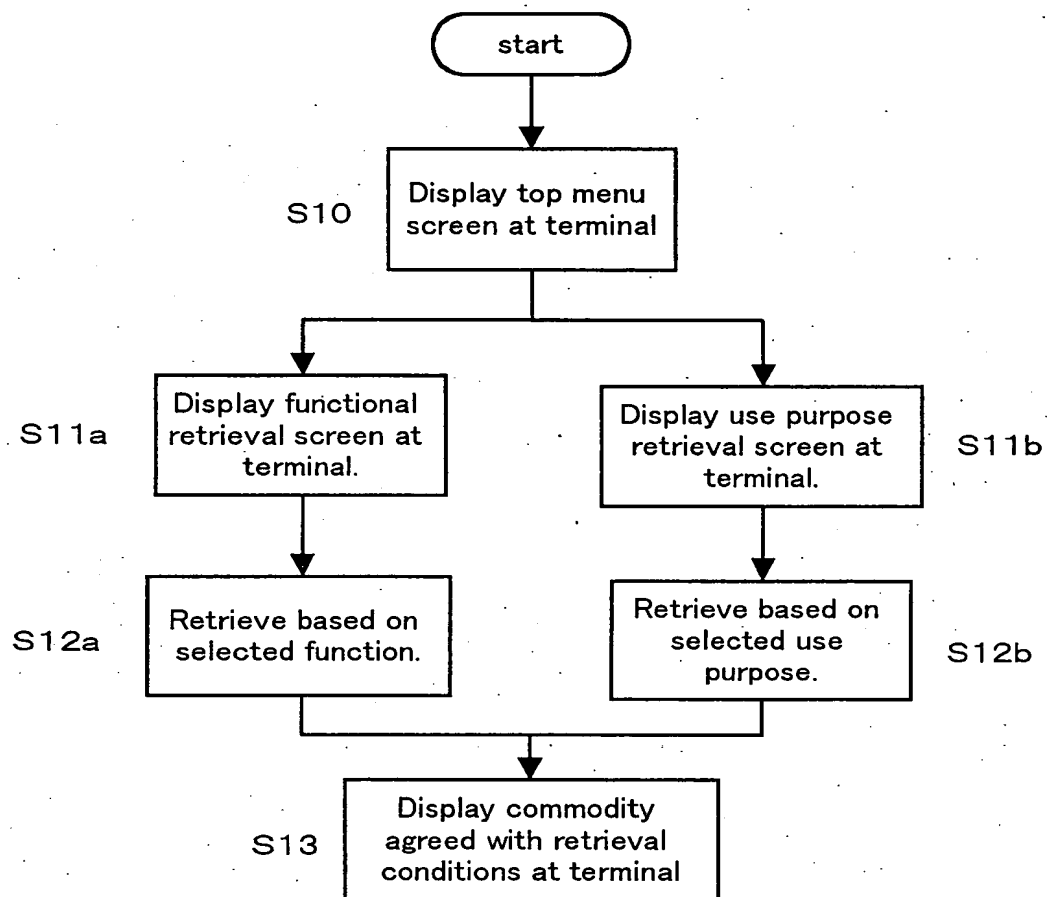 start
Display top menu
screen at terminal
S10
Display functional
retrieval screen at
terminal.
S11a
Display use purpose
retrieval screen at
terminal.
S11b
Retrieve based on
selected function.
S12a
Retrieve based on
selected use
purpose.
S12b
Display commodity
agreed with retrieval
conditions at terminal
S13